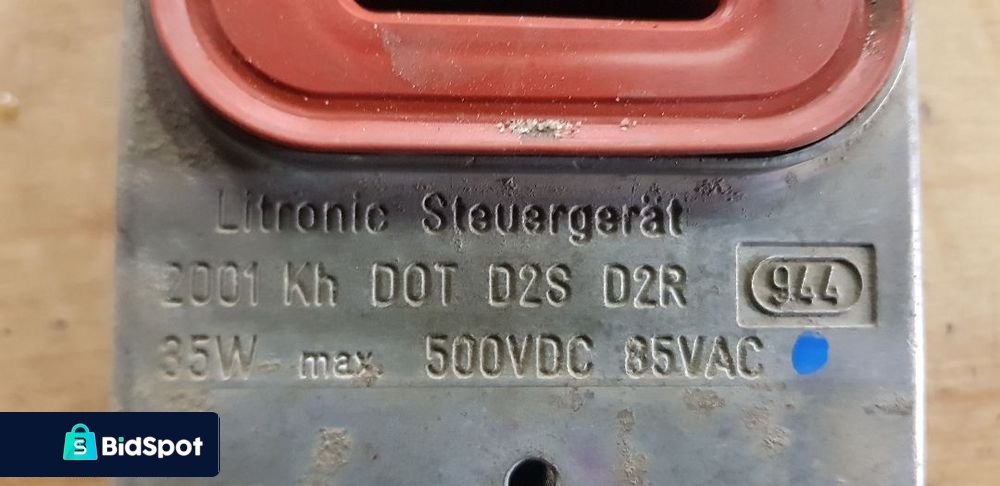 Litronic Steuergerät
2001 Kh DOT D2S D2R 944
35W max. 500VDC 85VAC
BidSpot